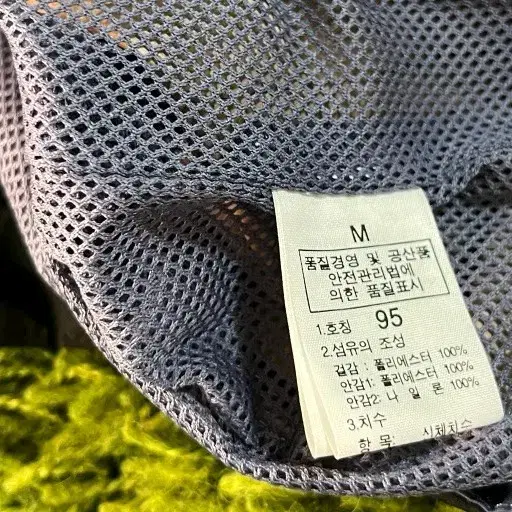 M
품질경영 및 공산품
안전관리법에
의한 품질표시
1.호칭 95
2.섬유의 조성
겉감 : 폴리에스터 100%
안감1: 폴리에스터 100%
안감2: 나 일 론 100%
3.치수
항 목: 신체치수